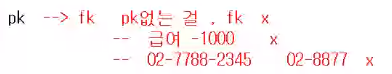 pk --> fk pk없는 걸 , fk x
-- 급여 -1000 x
-- 02-7788-2345 02-8877 x